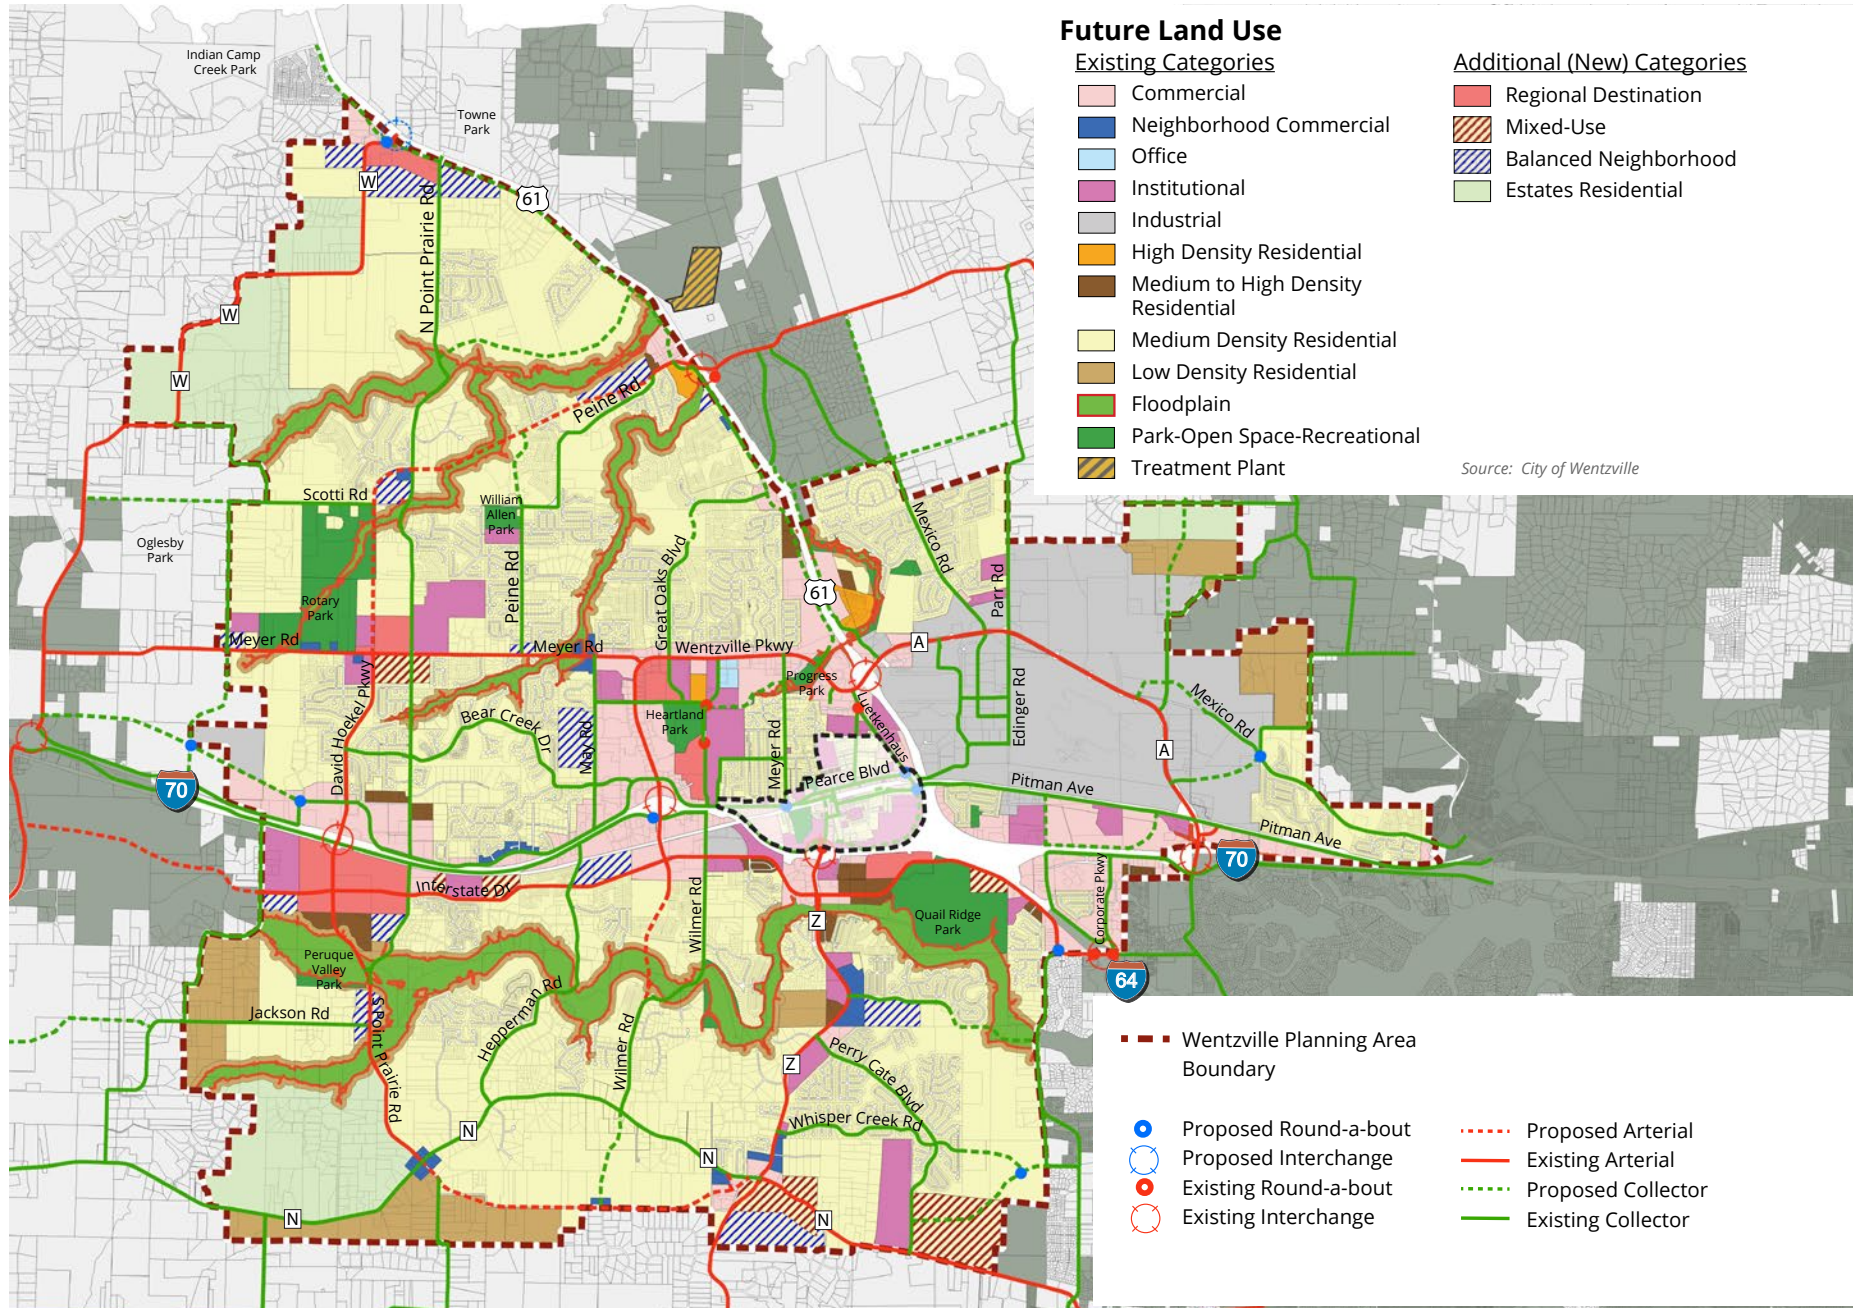 Future Land Use
Existing Categories
Commercial
Neighborhood Commercial
Office
Institutional
Industrial
High Density Residential
Medium to High Density
Residential
Medium Density Residential
Low Density Residential
Floodplain
Park-Open Space-Recreational
Treatment Plant
Additional (New) Categories
Regional Destination
Mixed-Use
Balanced Neighborhood
Estates Residential
Source: City of Wentzville
Indian Camp
Creek Park
Towne
Park
W
N Point Prairie Rd
61
W
W
Peine Rd
Scotti Rd
William
Allen
Park
Oglesby
Park
Rotary
Park
Peine Rd
Great Oaks Blvd
Mexico Rd
Parr Rd
61
Meyer Rd
Meyer Rd
Wentzville Pkwy
A
Progress
Park
David Hoekel Pkwy
Bear Creek Dr
May Rd
Heartland
Park
Meyer Rd
Luetkenhaus
Edinger Rd
Mexico Rd
A
70
Pearce Blvd
Pitman Ave
Pitman Ave
70
Interstate Dr
Wilmer Rd
Z
Quail Ridge
Park
Corporate Pkwy
64
Peruque
Valley
Park
Jackson Rd
S Point Prairie Rd
Hepperman Rd
Wilmer Rd
Z
Perry Cate Blvd
Whisper Creek Rd
N
N
N
N
Wentzville Planning Area
Boundary
Proposed Round-a-bout
Proposed Interchange
Existing Round-a-bout
Existing Interchange
Proposed Arterial
Existing Arterial
Proposed Collector
Existing Collector